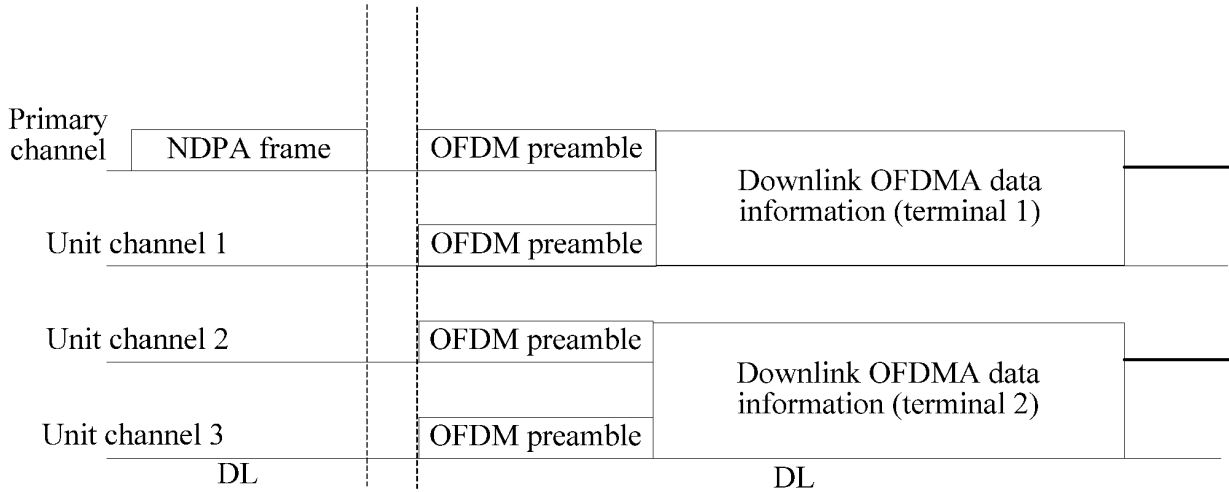 Primary
channel
NDPA frame
OFDM preamble
Downlink OFDMA data
information (terminal 1)
Unit channel 1
OFDM preamble
Unit channel 2
OFDM preamble
Downlink OFDMA data
information (terminal 2)
Unit channel 3
OFDM preamble
DL
DL